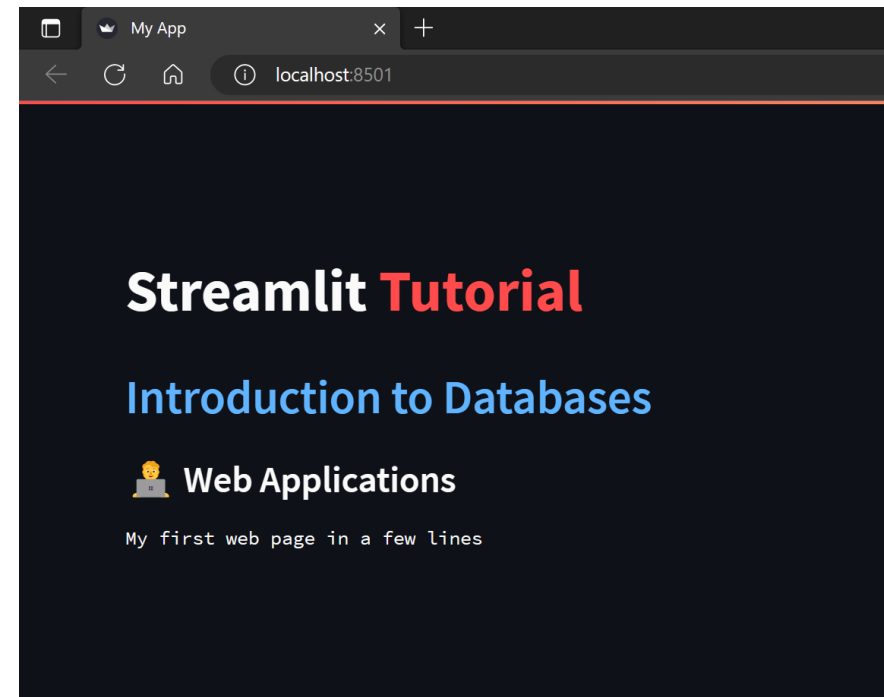 My App
localhost:8501
Streamlit Tutorial
Introduction to Databases
🧑‍💻 Web Applications
My first web page in a few lines